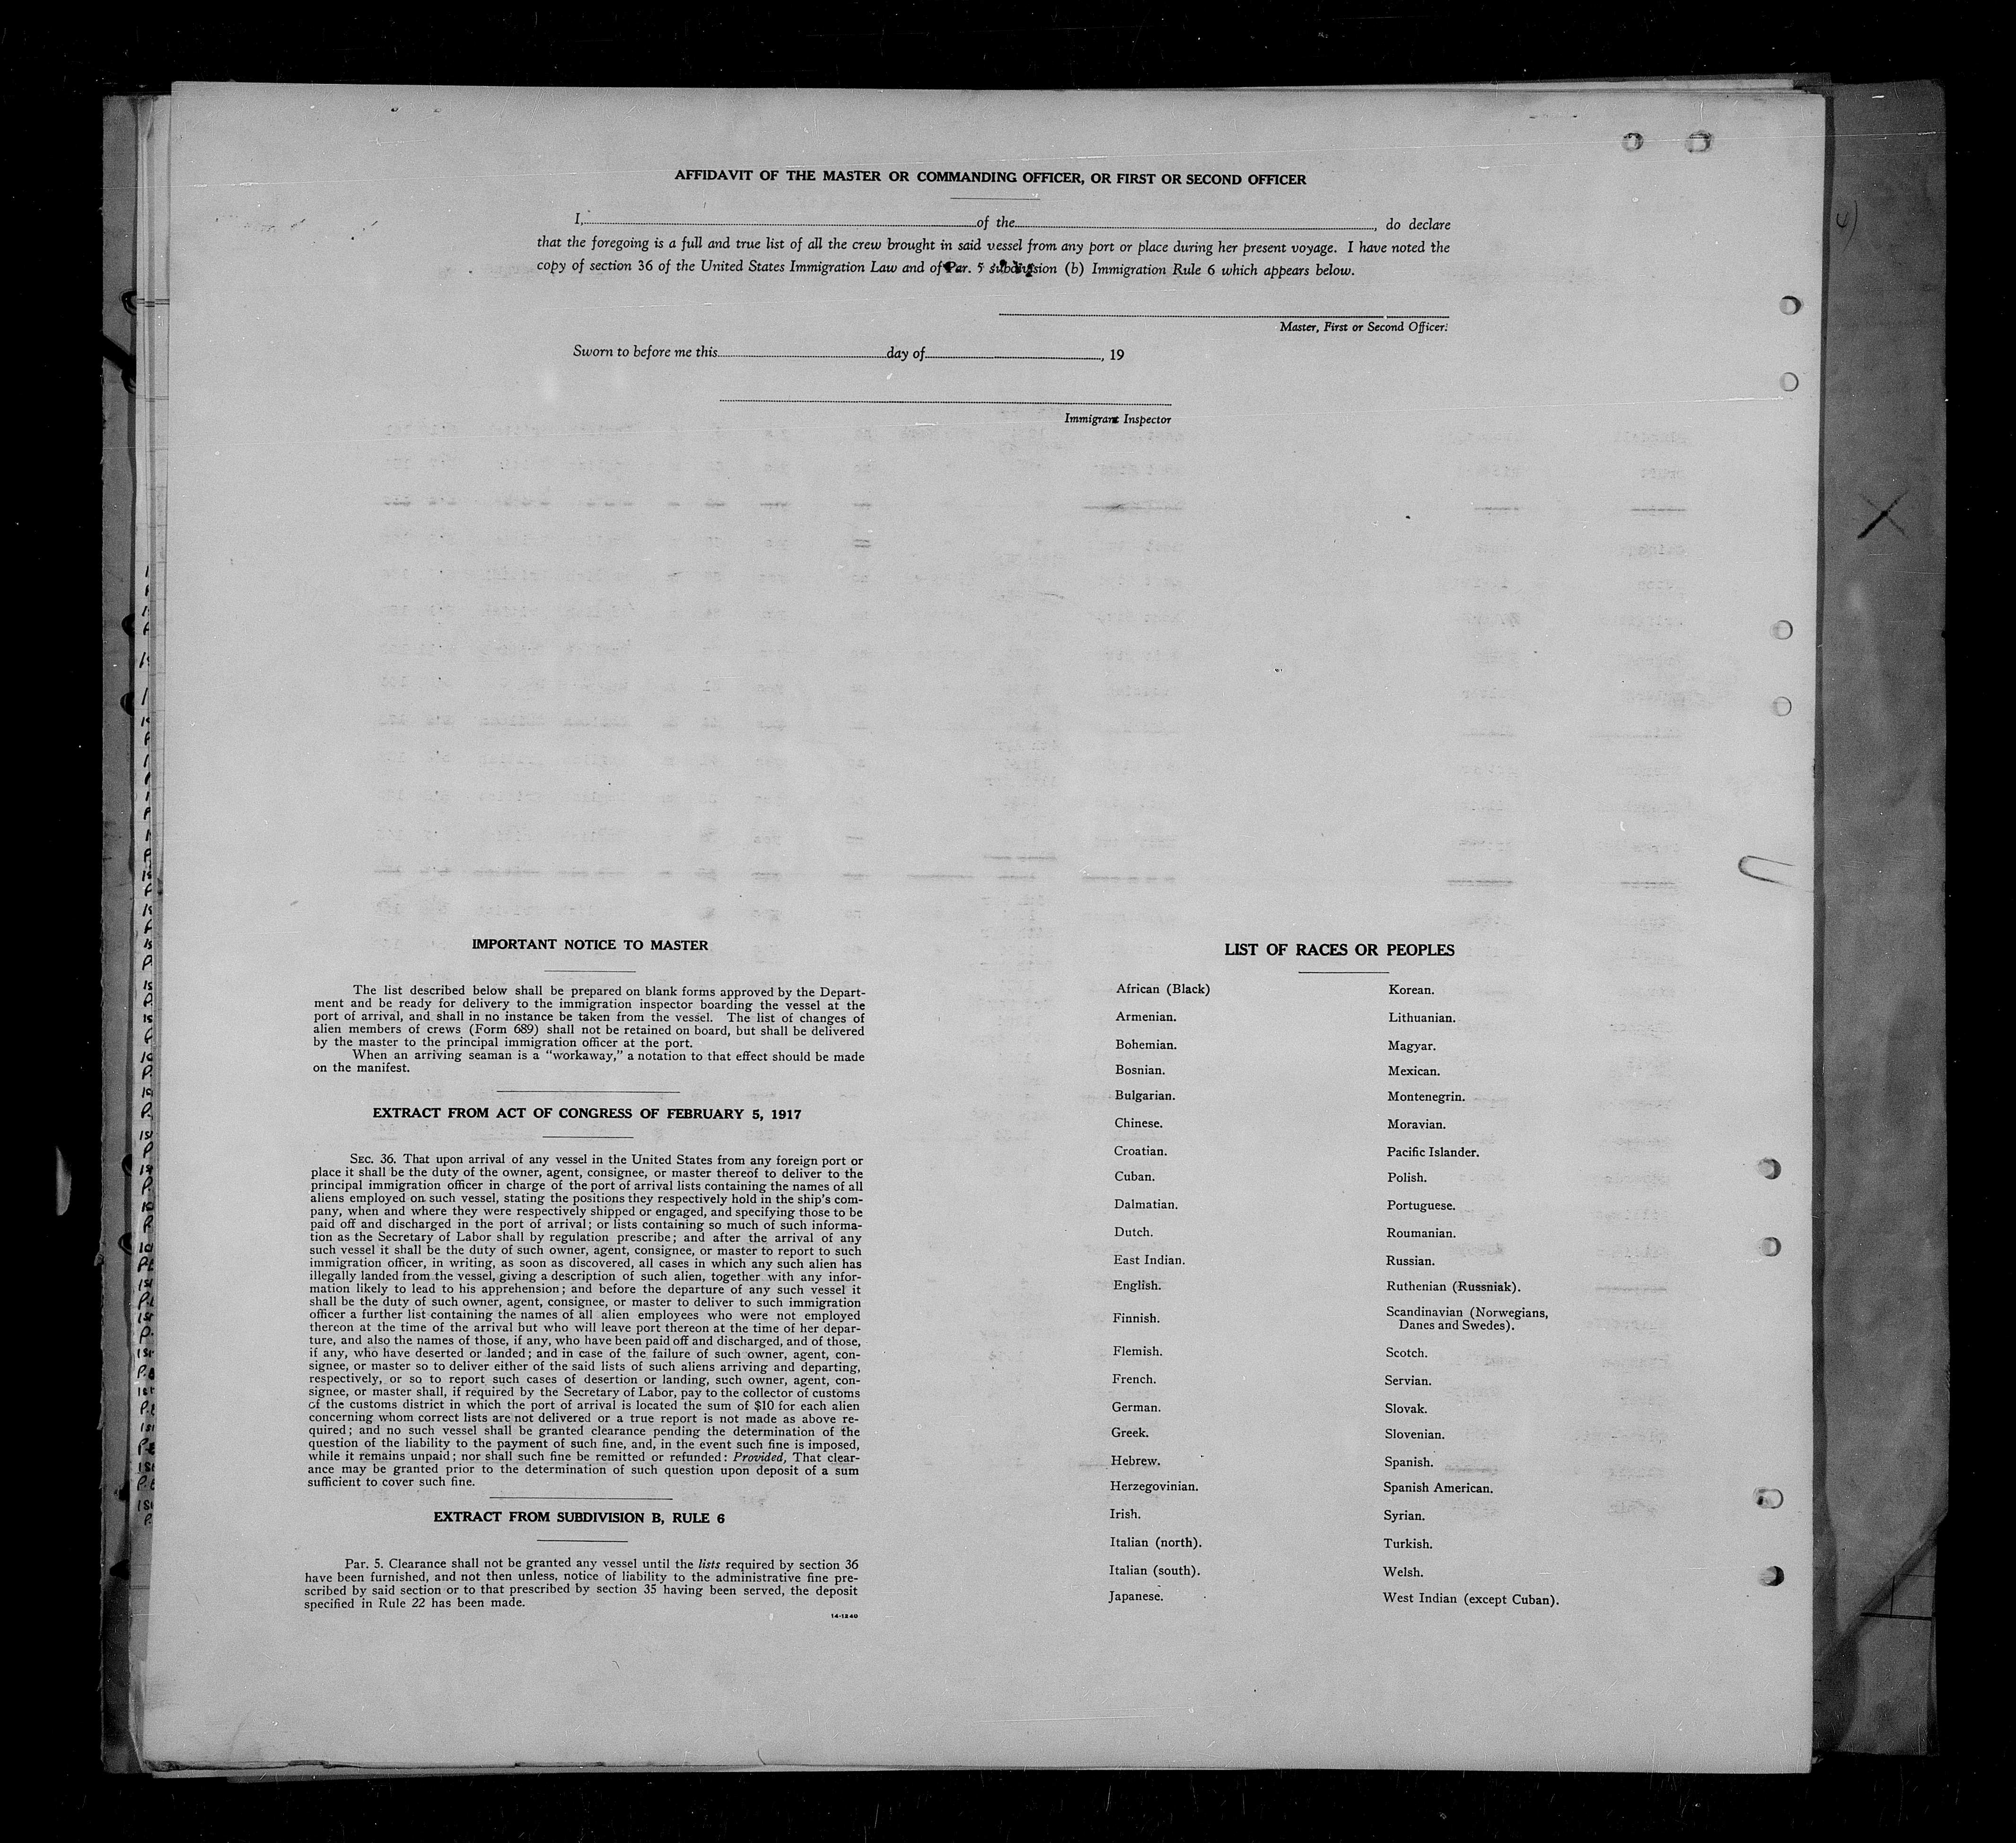 AFFIDAVIT OF THE MASTER OR COMMANDING OFFICER, OR FIRST OR SECOND OFFICER
I, of the , do declare
that the foregoing is a full and true list of all the crew brought in said vessel from any port or place during her present voyage. I have noted the
copy of section 36 of the United States Immigration Law and of Par. 5 subdivision (b) Immigration Rule 6 which appears below.
Master, First or Second Officer.
Sworn to before me this day of , 19
Immigrant Inspector
IMPORTANT NOTICE TO MASTER
The list described below shall be prepared on blank forms approved by the Depart-
ment and be ready for delivery to the immigration inspector boarding the vessel at the
port of arrival, and shall in no instance be taken from the vessel. The list of changes of
alien members of crews (Form 689) shall not be retained on board, but shall be delivered
by the master to the principal immigration officer at the port.
When an arriving seaman is a "workaway," a notation to that effect should be made
on the manifest.
EXTRACT FROM ACT OF CONGRESS OF FEBRUARY 5, 1917
SEC. 36. That upon arrival of any vessel in the United States from any foreign port or
place it shall be the duty of the owner, agent, consignee, or master thereof to deliver to the
principal immigration officer in charge of the port of arrival lists containing the names of all
aliens employed on such vessel, stating the positions they respectively hold in the ship's com-
pany, when and where they were respectively shipped or engaged, and specifying those to be
paid off and discharged in the port of arrival; or lists containing so much of such informa-
tion as the Secretary of Labor shall by regulation prescribe; and after the arrival of any
such vessel it shall be the duty of such owner, agent, consignee, or master to report to such
immigration officer, in writing, as soon as discovered, all cases in which any such alien has
illegally landed from the vessel, giving a description of such alien, together with any infor-
mation likely to lead to his apprehension; and before the departure of any such vessel it
shall be the duty of such owner, agent, consignee, or master to deliver to such immigration
officer a further list containing the names of all alien employees who were not employed
thereon at the time of the arrival but who will leave port thereon at the time of her depar-
ture, and also the names of those, if any, who have been paid off and discharged, and of those,
if any, who have deserted or landed; and in case of the failure of such owner, agent, con-
signee, or master so to deliver either of the said lists of such aliens arriving and departing,
respectively, or so to report such cases of desertion or landing, such owner, agent, con-
signee, or master shall, if required by the Secretary of Labor, pay to the collector of customs
of the customs district in which the port of arrival is located the sum of $10 for each alien
concerning whom correct lists are not delivered or a true report is not made as above re-
quired; and no such vessel shall be granted clearance pending the determination of the
question of the liability to the payment of such fine, and, in the event such fine is imposed,
while it remains unpaid; nor shall such fine be remitted or refunded: Provided, That clear-
ance may be granted prior to the determination of such question upon deposit of a sum
sufficient to cover such fine.
EXTRACT FROM SUBDIVISION B, RULE 6
Par. 5. Clearance shall not be granted any vessel until the lists required by section 36
have been furnished, and not then unless, notice of liability to the administrative fine pre-
scribed by said section or to that prescribed by section 35 having been served, the deposit
specified in Rule 22 has been made.
14-1240
LIST OF RACES OR PEOPLES
African (Black)
Armenian.
Bohemian.
Bosnian.
Bulgarian.
Chinese.
Croatian.
Cuban.
Dalmatian.
Dutch.
East Indian.
English.
Finnish.
Flemish.
French.
German.
Greek.
Hebrew.
Herzegovinian.
Irish.
Italian (north).
Italian (south).
Japanese.
Korean.
Lithuanian.
Magyar.
Mexican.
Montenegrin.
Moravian.
Pacific Islander.
Polish.
Portuguese.
Roumanian.
Russian.
Ruthenian (Russniak).
Scandinavian (Norwegians,
Danes and Swedes).
Scotch.
Servian.
Slovak.
Slovenian.
Spanish.
Spanish American.
Syrian.
Turkish.
Welsh.
West Indian (except Cuban).